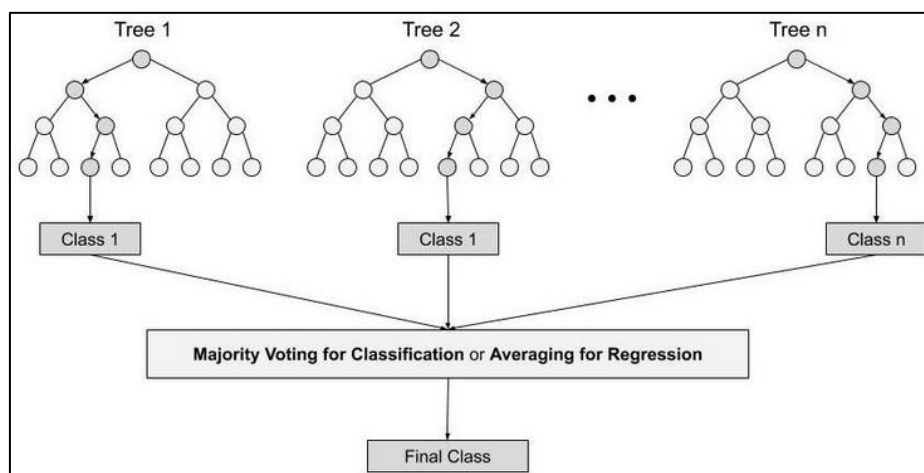 Tree 1
Tree 2
Tree n
Class 1
Class 1
Class n
Majority Voting for Classification or Averaging for Regression
Final Class